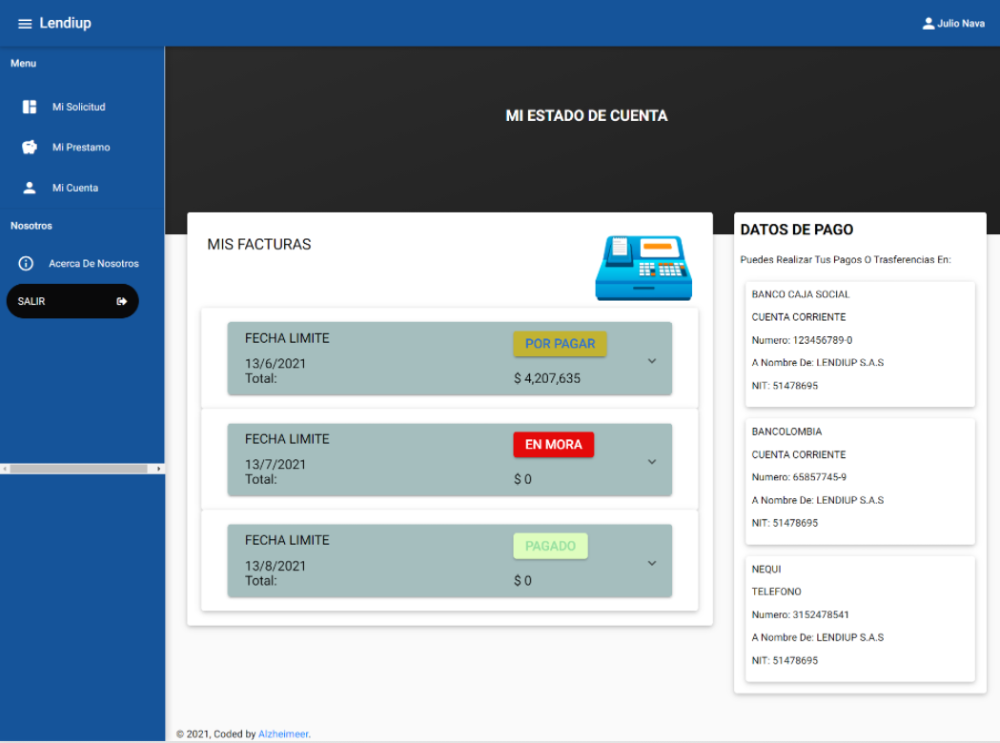 Lendiup
Julio Nava
Menu
Mi Solicitud
Mi Prestamo
Mi Cuenta
Nosotros
Acerca De Nosotros
SALIR
MI ESTADO DE CUENTA
MIS FACTURAS
FECHA LIMITE
POR PAGAR
13/6/2021
Total:
$ 4,207,635
FECHA LIMITE
EN MORA
13/7/2021
Total:
$ 0
FECHA LIMITE
PAGADO
13/8/2021
Total:
$ 0
DATOS DE PAGO
Puedes Realizar Tus Pagos O Trasferencias En:
BANCO CAJA SOCIAL
CUENTA CORRIENTE
Numero: 123456789-0
A Nombre De: LENDIUP S.A.S
NIT: 51478695
BANCOLOMBIA
CUENTA CORRIENTE
Numero: 65857745-9
A Nombre De: LENDIUP S.A.S
NIT: 51478695
NEQUI
TELEFONO
Numero: 3152478541
A Nombre De: LENDIUP S.A.S
NIT: 51478695
© 2021, Coded by Alzheimeer.